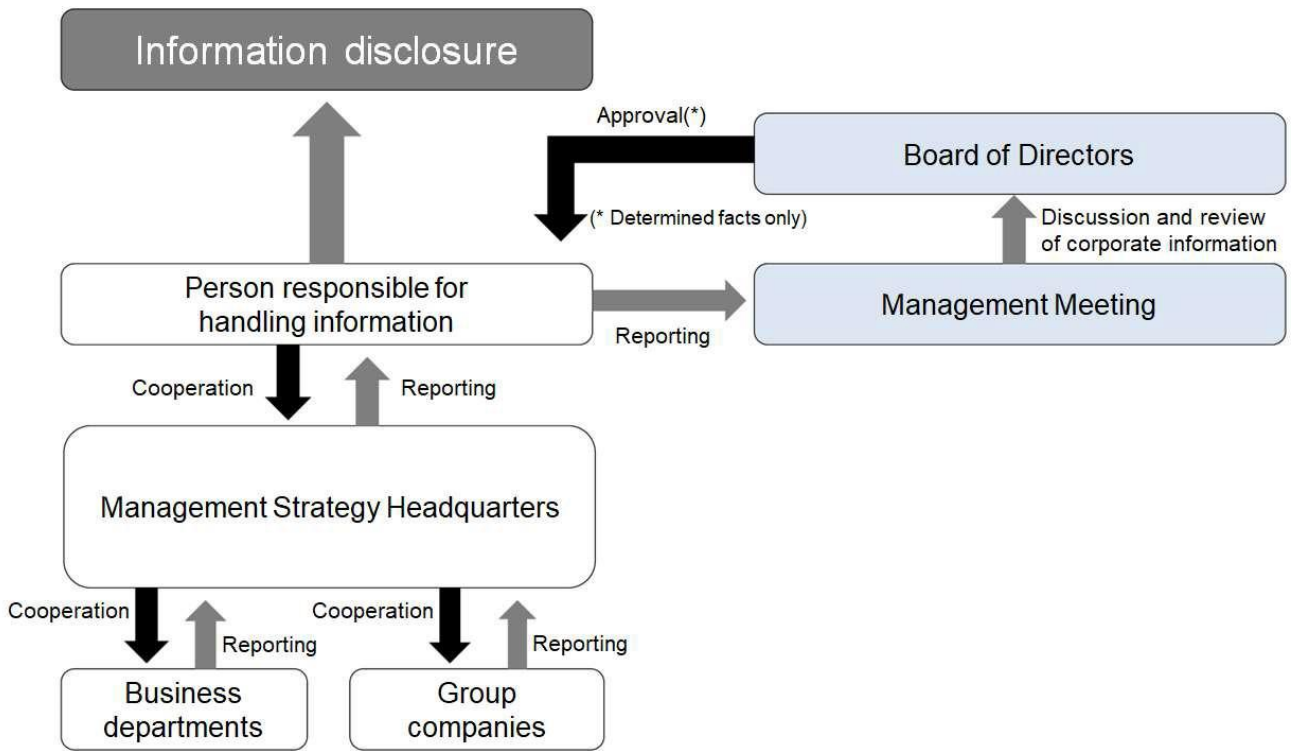 Information disclosure
Approval(*)
Board of Directors
(* Determined facts only)
Discussion and review
of corporate information
Person responsible for
handling information
Reporting
Management Meeting
Cooperation
Reporting
Management Strategy Headquarters
Cooperation
Reporting
Cooperation
Reporting
Business
departments
Group
companies